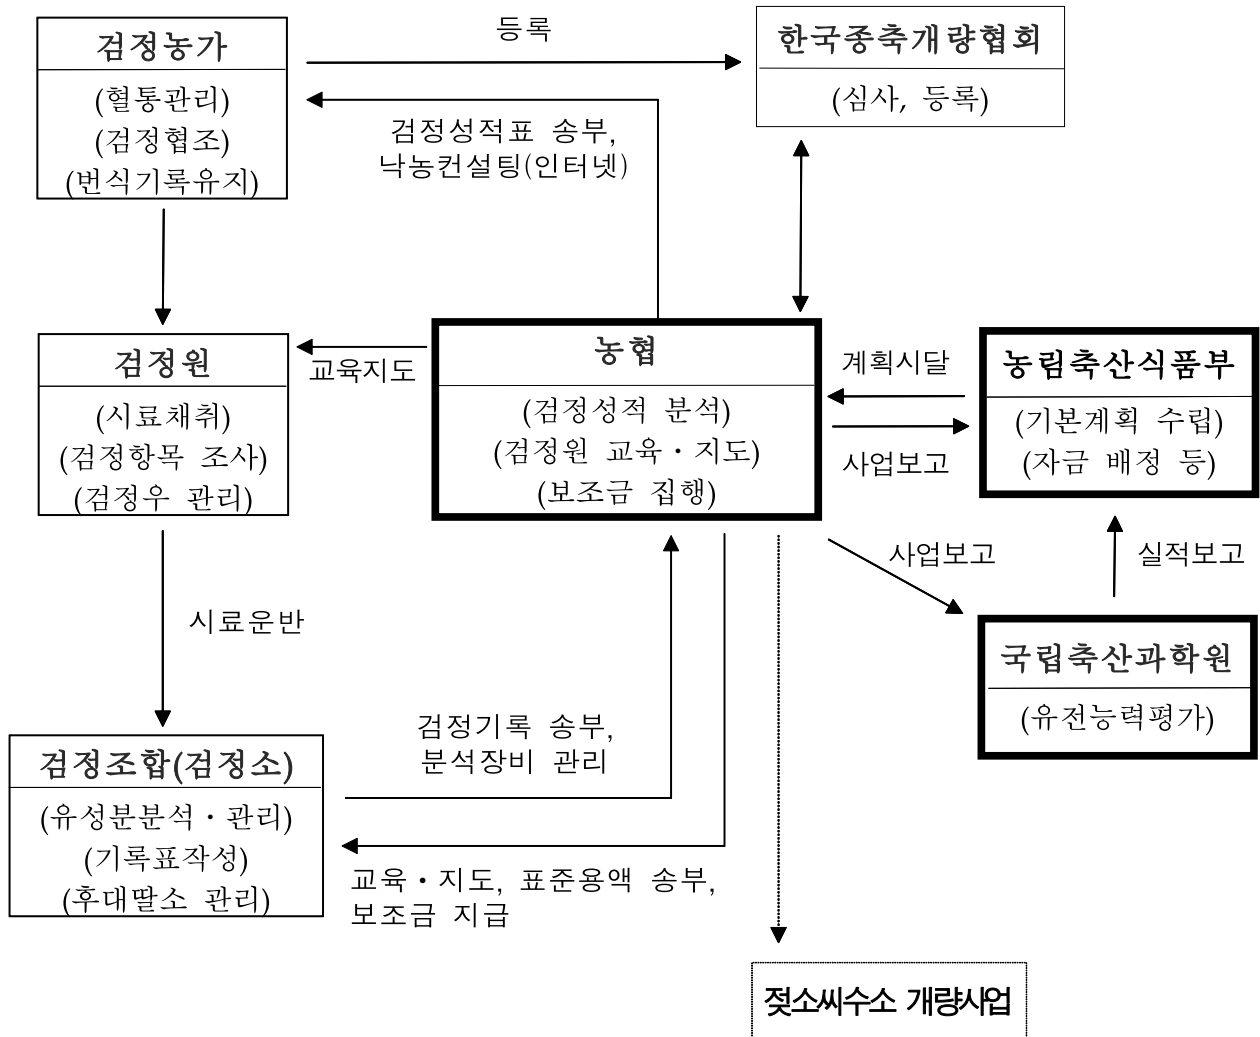 검정농가
(혈통관리)
(검정협조)
(번식기록유지)
등록
한국종축개량협회
(심사, 등록)
검정성적표 송부,
낙농컨설팅(인터넷)
검정원
(시료채취)
(검정항목 조사)
(검정우 관리)
교육지도
농협
(검정성적 분석)
(검정원 교육·지도)
(보조금 집행)
계획시달
사업보고
농림축산식품부
(기본계획 수립)
(자금 배정 등)
사업보고
실적보고
국립축산과학원
(유전능력평가)
시료운반
검정조합(검정소)
(유성분분석·관리)
(기록표작성)
(후대딸소 관리)
검정기록 송부,
분석장비 관리
교육·지도, 표준용액 송부,
보조금 지급
젖소씨수소 개량사업